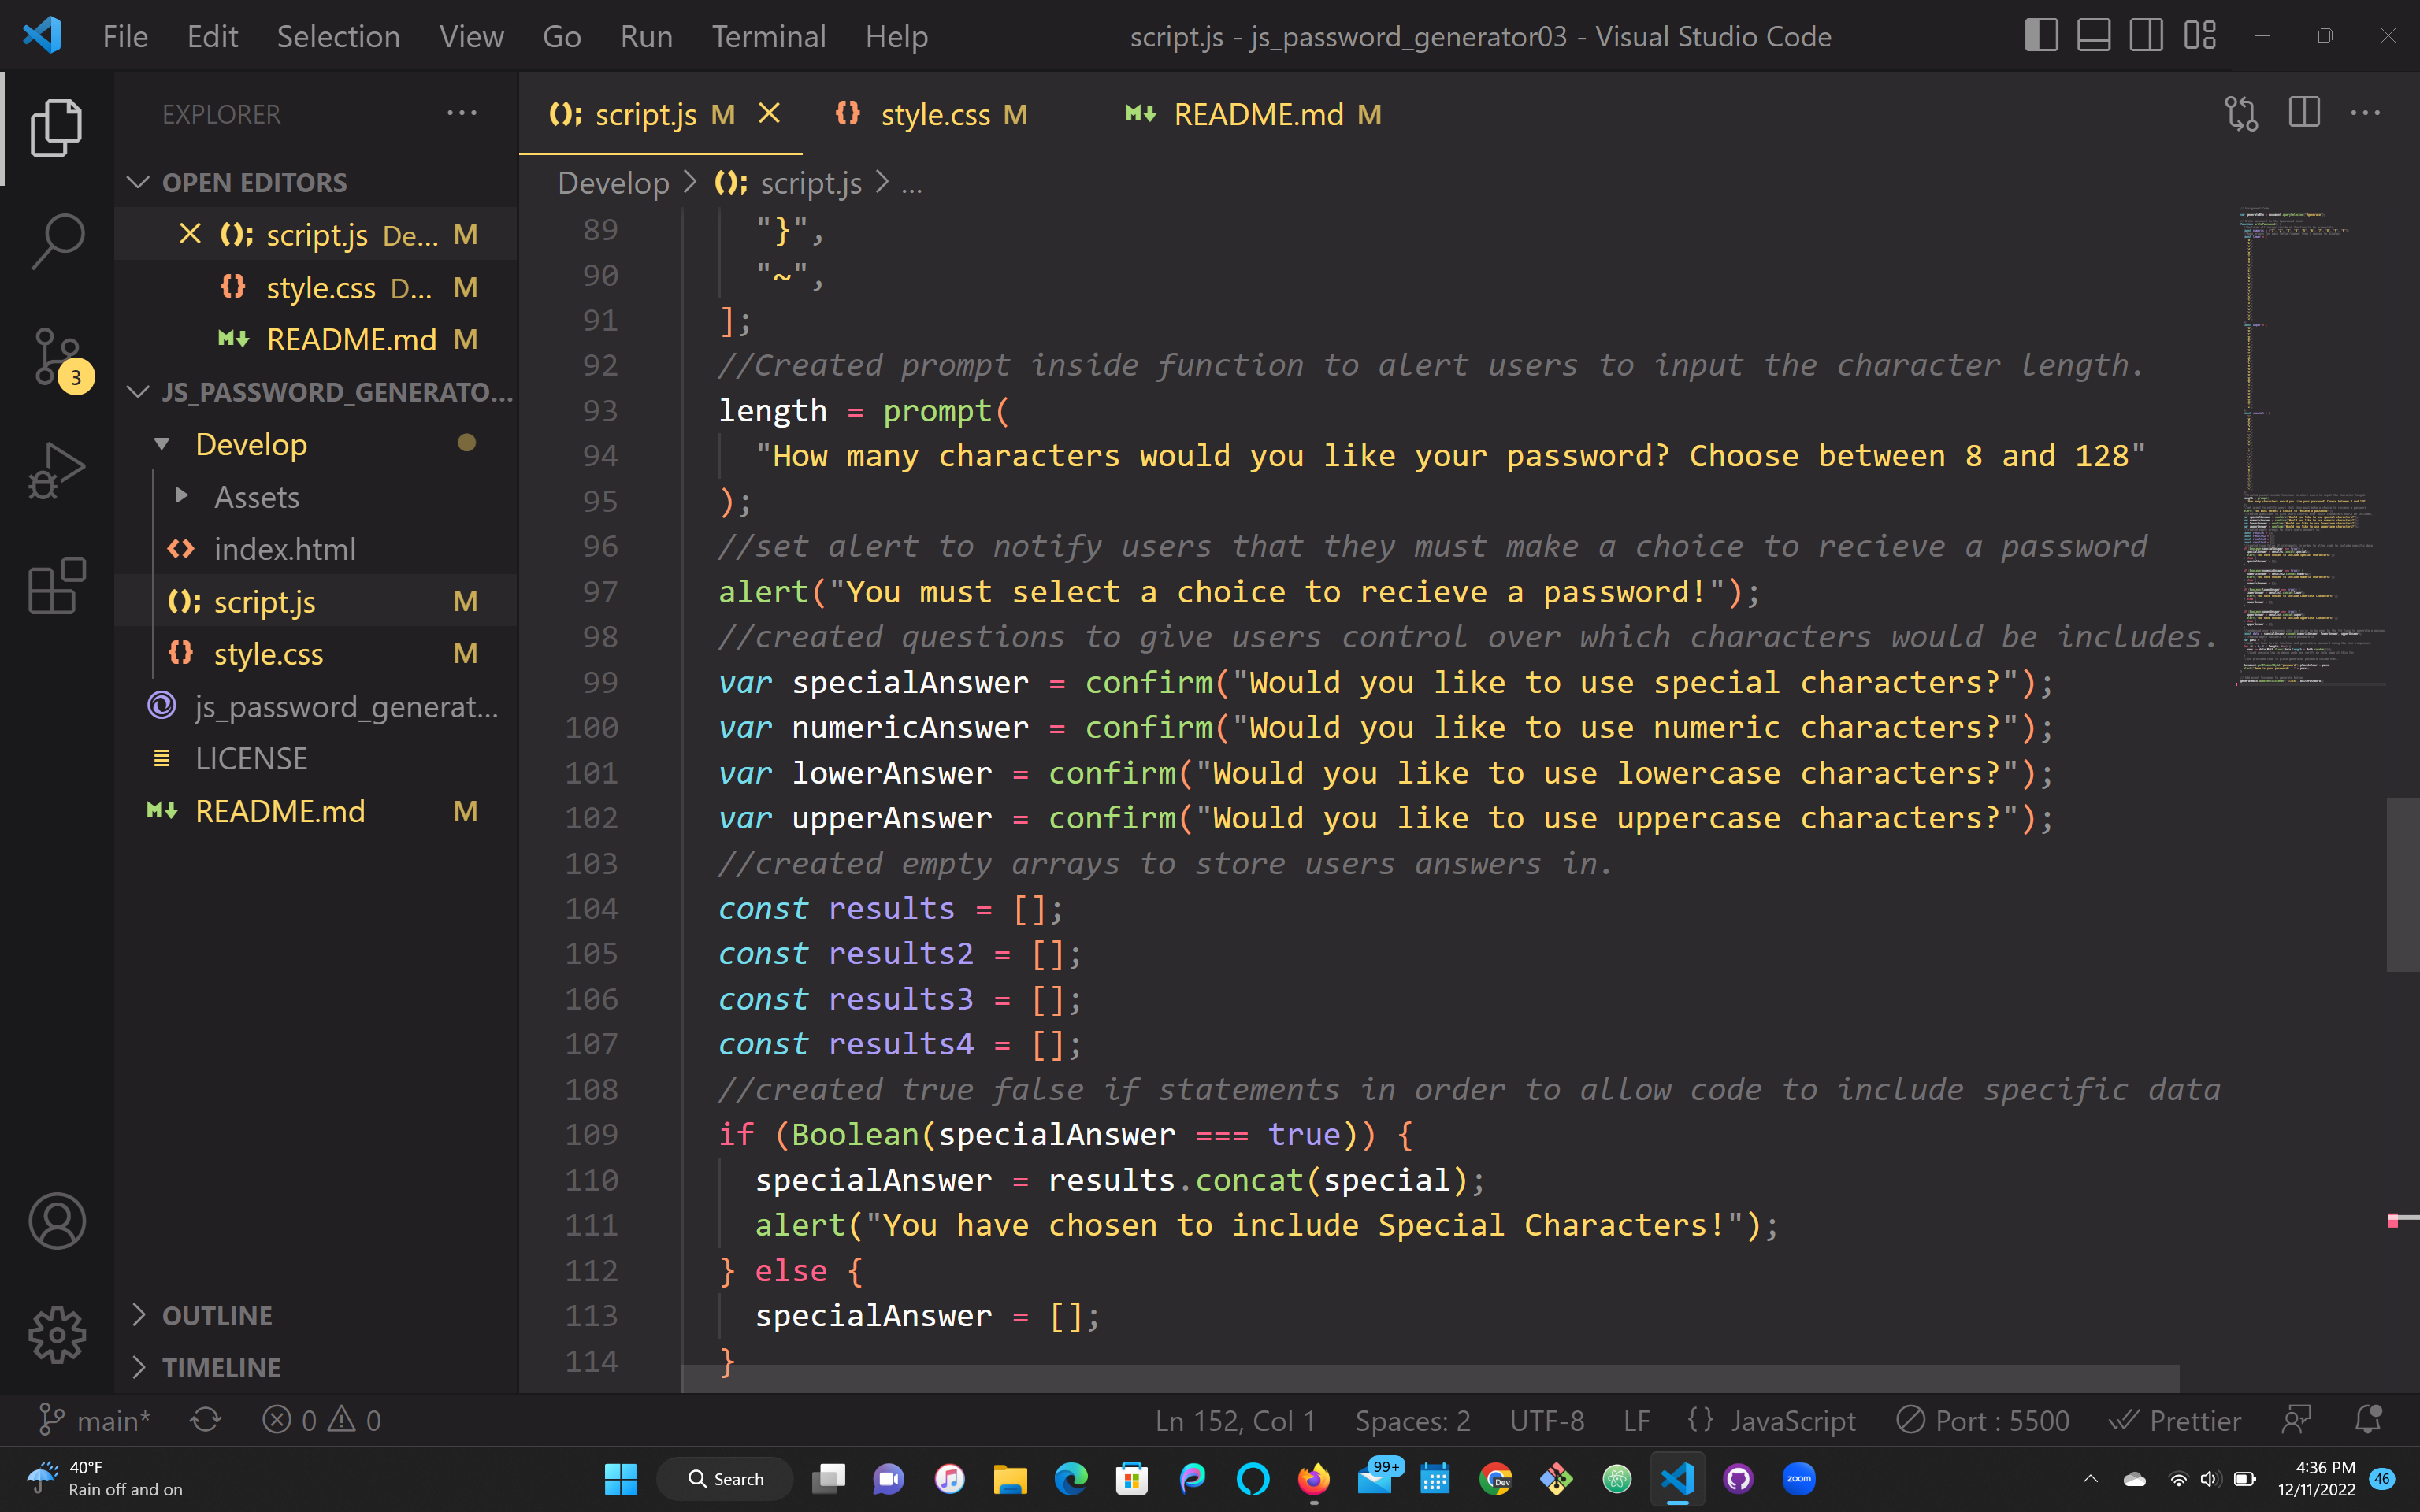 File Edit Selection View Go Run Terminal Help script.js - js_password_generator03 - Visual Studio Code
EXPLORER
OPEN EDITORS
script.js De... M
style.css D... M
README.md M
3
JS_PASSWORD_GENERATO...
Develop
Assets
index.html
script.js M
style.css M
js_password_generat...
LICENSE
README.md M
OUTLINE
TIMELINE
script.js M style.css M README.md M
Develop > script.js > ...
89 "}",
90 "~",
91 ];
92 //Created prompt inside function to alert users to input the character length.
93 length = prompt(
94 "How many characters would you like your password? Choose between 8 and 128"
95 );
96 //set alert to notify users that they must make a choice to recieve a password
97 alert("You must select a choice to recieve a password!");
98 //created questions to give users control over which characters would be includes.
99 var specialAnswer = confirm("Would you like to use special characters?");
100 var numericAnswer = confirm("Would you like to use numeric characters?");
101 var lowerAnswer = confirm("Would you like to use lowercase characters?");
102 var upperAnswer = confirm("Would you like to use uppercase characters?");
103 //created empty arrays to store users answers in.
104 const results = [];
105 const results2 = [];
106 const results3 = [];
107 const results4 = [];
108 //created true false if statements in order to allow code to include specific data
109 if (Boolean(specialAnswer === true)) {
110 specialAnswer = results.concat(special);
111 alert("You have chosen to include Special Characters!");
112 } else {
113 specialAnswer = [];
114 }
main* 0 0 Ln 152, Col 1 Spaces: 2 UTF-8 LF {} JavaScript Port : 5500 Prettier
40°F
Rain off and on
Search
99+
Dev
zoom
4:36 PM
12/11/2022
46